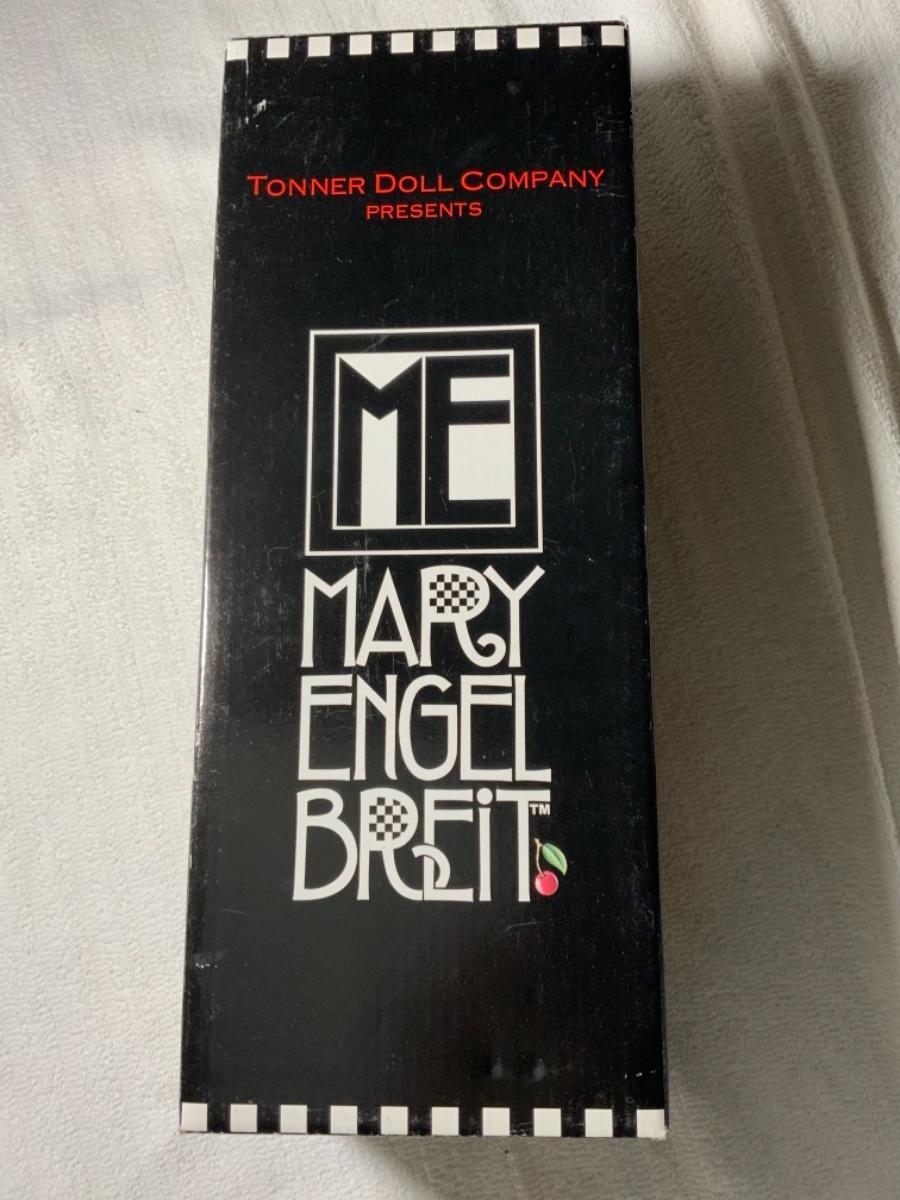 TONNER DOLL COMPANY
PRESENTS
ME
MARY
ENGEL
BREiT™